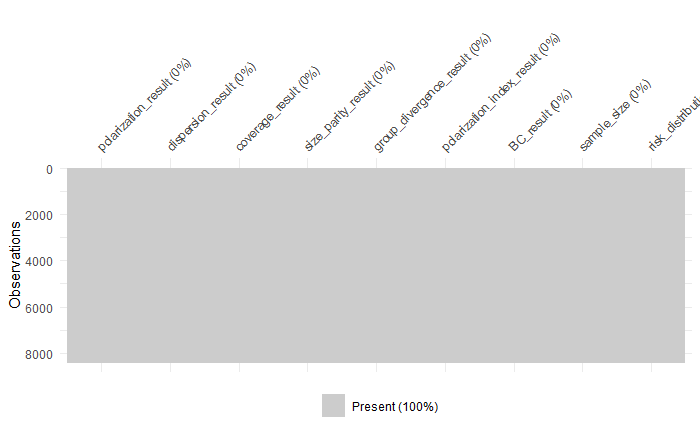 polarization_result (0%)
dispersion_result (0%)
coverage_result (0%)
size_parity_result (0%)
group_divergence_result (0%)
polarization_index_result (0%)
BC_result (0%)
sample_size (0%)
risk_distributi
0
2000
4000
6000
8000
Observations
Present (100%)